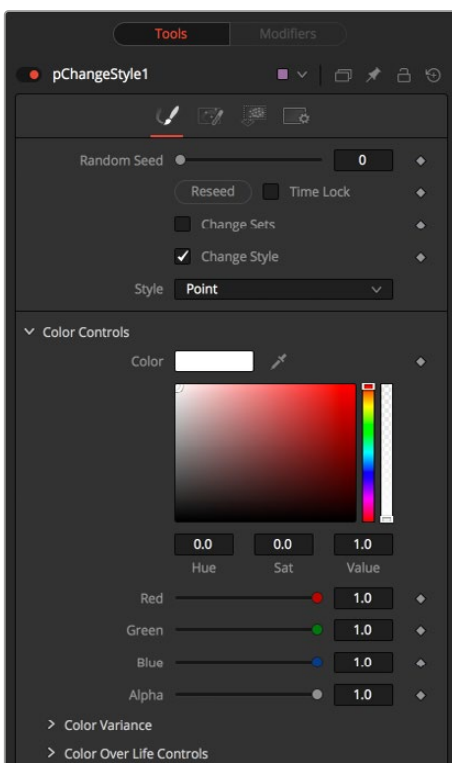 Tools Modifiers
pChangeStyle1
Random Seed 0
Reseed Time Lock
Change Sets
Change Style
Style Point
Color Controls
Color
0.0 0.0 1.0
Hue Sat Value
Red 1.0
Green 1.0
Blue 1.0
Alpha 1.0
Color Variance
Color Over Life Controls